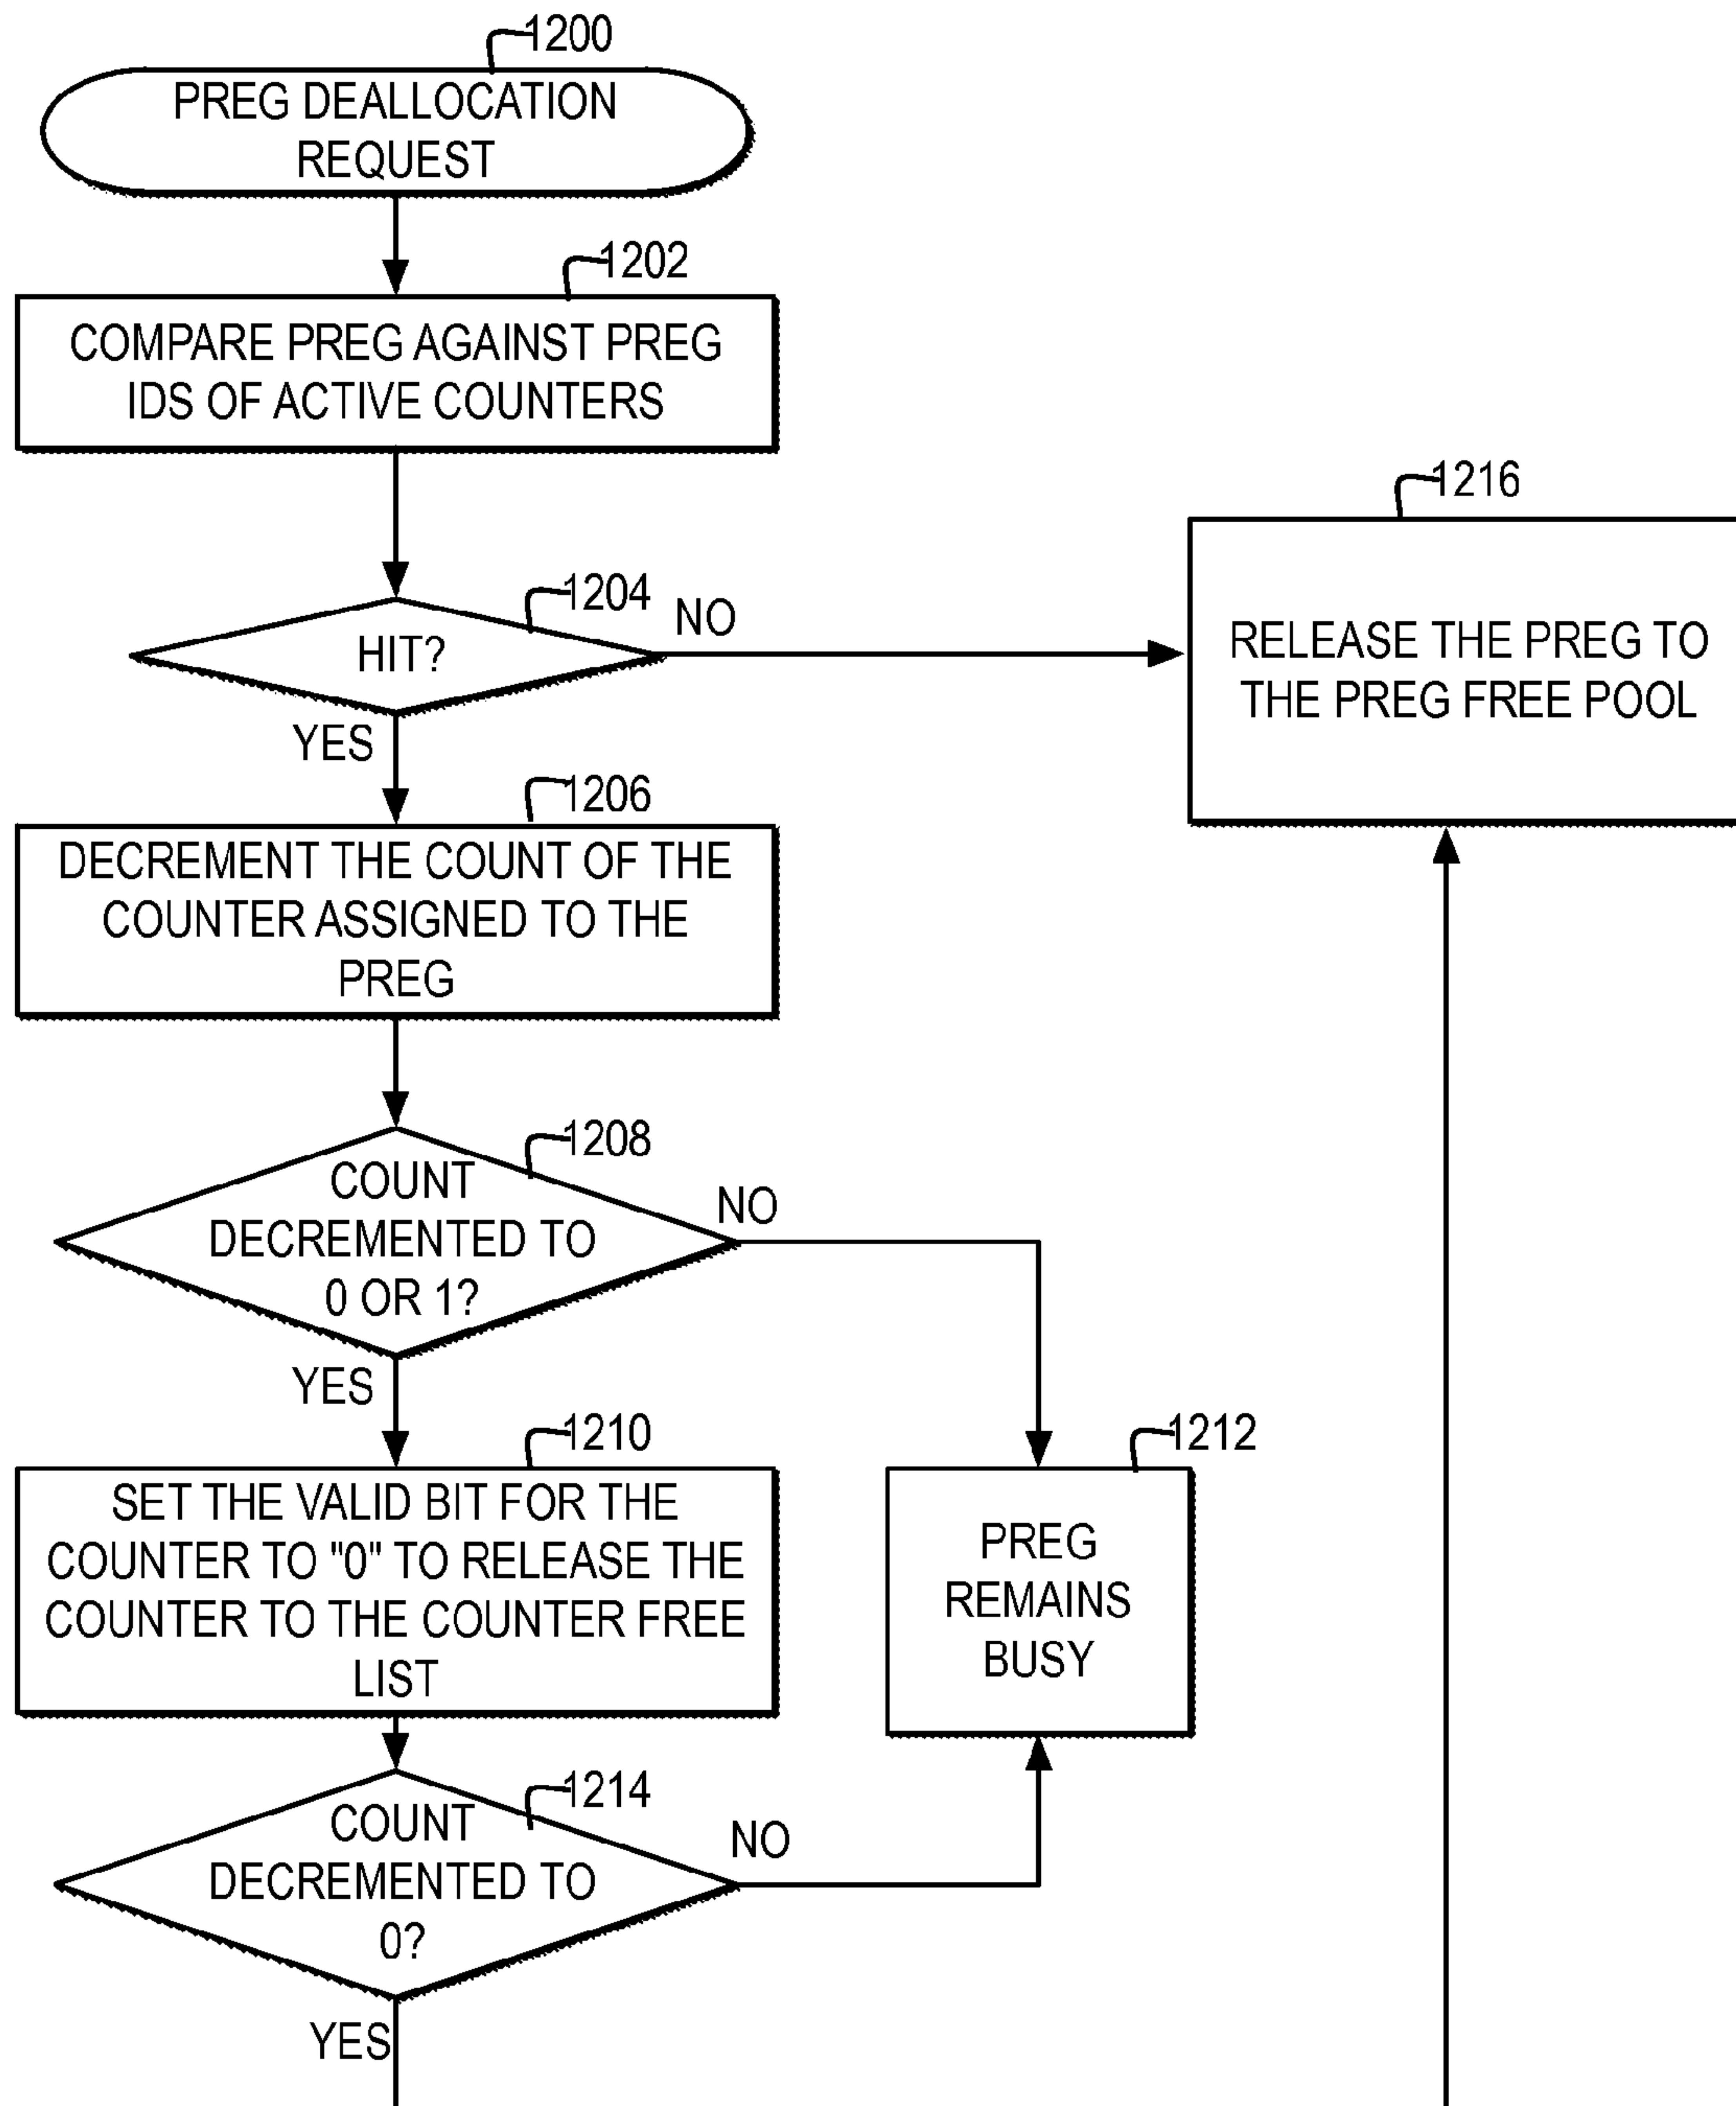 1200
PREG DEALLOCATION
REQUEST
1202
COMPARE PREG AGAINST PREG
IDS OF ACTIVE COUNTERS
1216
RELEASE THE PREG TO
THE PREG FREE POOL
1204
HIT?
NO
YES
1206
DECREMENT THE COUNT OF THE
COUNTER ASSIGNED TO THE
PREG
1208
COUNT
DECREMENTED TO
0 OR 1?
NO
YES
1210
SET THE VALID BIT FOR THE
COUNTER TO "0" TO RELEASE THE
COUNTER TO THE COUNTER FREE
LIST
1212
PREG
REMAINS
BUSY
1214
COUNT
DECREMENTED TO
0?
NO
YES